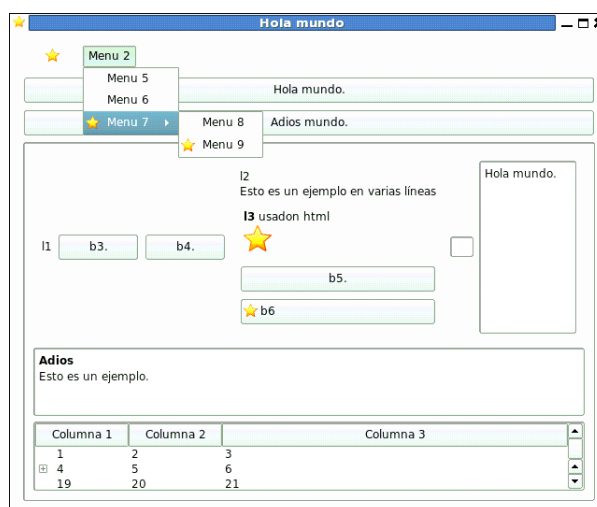 Hola mundo
Menu 2
Menu 5
Menu 6
Menu 7
Menu 8
Menu 9
Hola mundo.
Adios mundo.
l2
Esto es un ejemplo en varias líneas
l3 usadon html
l1
b3.
b4.
b5.
b6
Hola mundo.
Adios
Esto es un ejemplo.
Columna 1 Columna 2 Columna 3
1 2 3
4 5 6
19 20 21